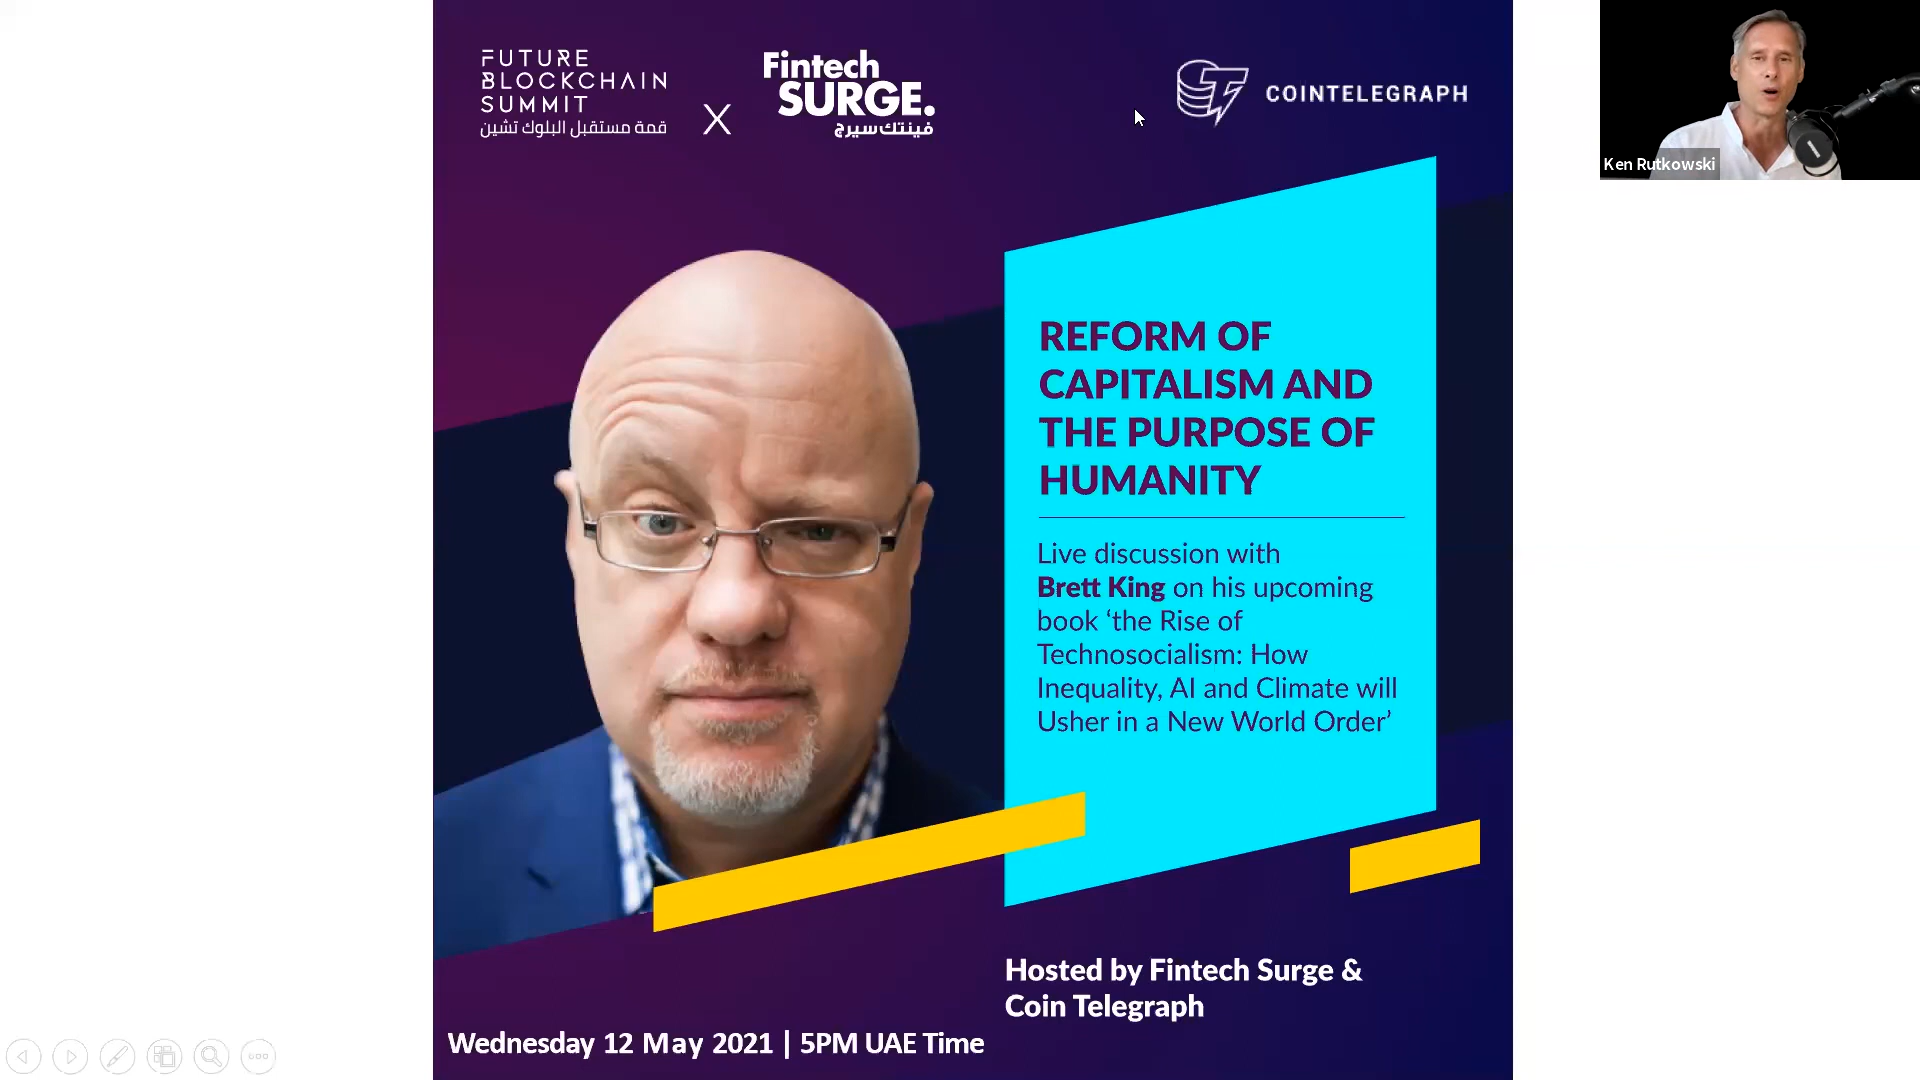 FUTURE
BLOCKCHAIN
SUMMIT
قمة مستقبل البلوك تشين
X
Fintech
SURGE.
فينتك سيرج
COINTELEGRAPH
Ken Rutkowski
REFORM OF
CAPITALISM AND
THE PURPOSE OF
HUMANITY
Live discussion with
Brett King on his upcoming
book ‘the Rise of
Technosocialism: How
Inequality, AI and Climate will
Usher in a New World Order’
Hosted by Fintech Surge &
Coin Telegraph
Wednesday 12 May 2021 | 5PM UAE Time